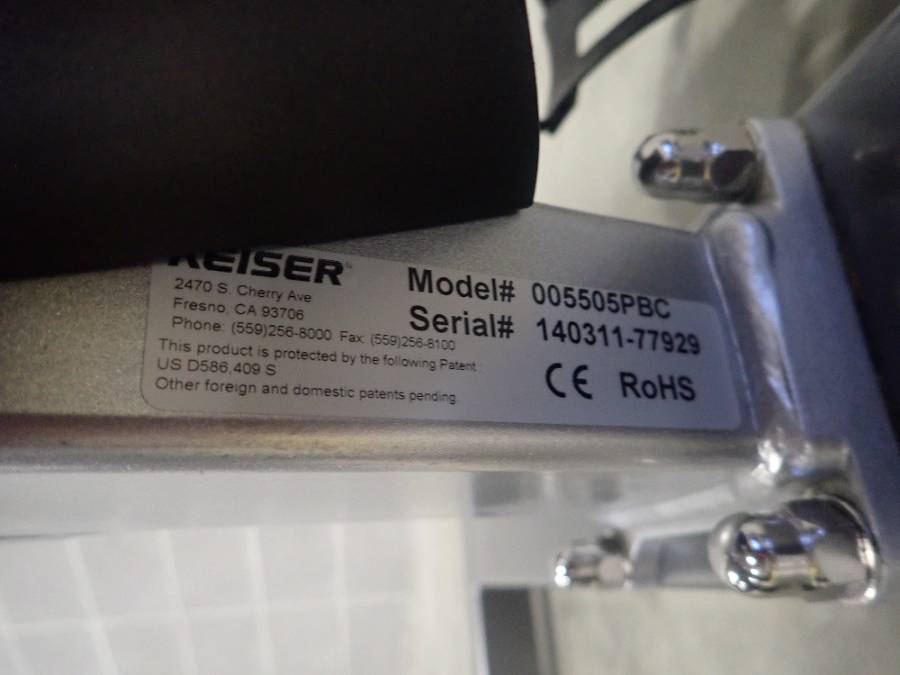 KEISER®
2470 S. Cherry Ave
Fresno, CA 93706
Phone: (559)256-8000 Fax: (559)256-8100
This product is protected by the following Patent :
US D586,409 S
Other foreign and domestic patents pending
Model# 005505PBC
Serial# 140311-77929
CE RoHS